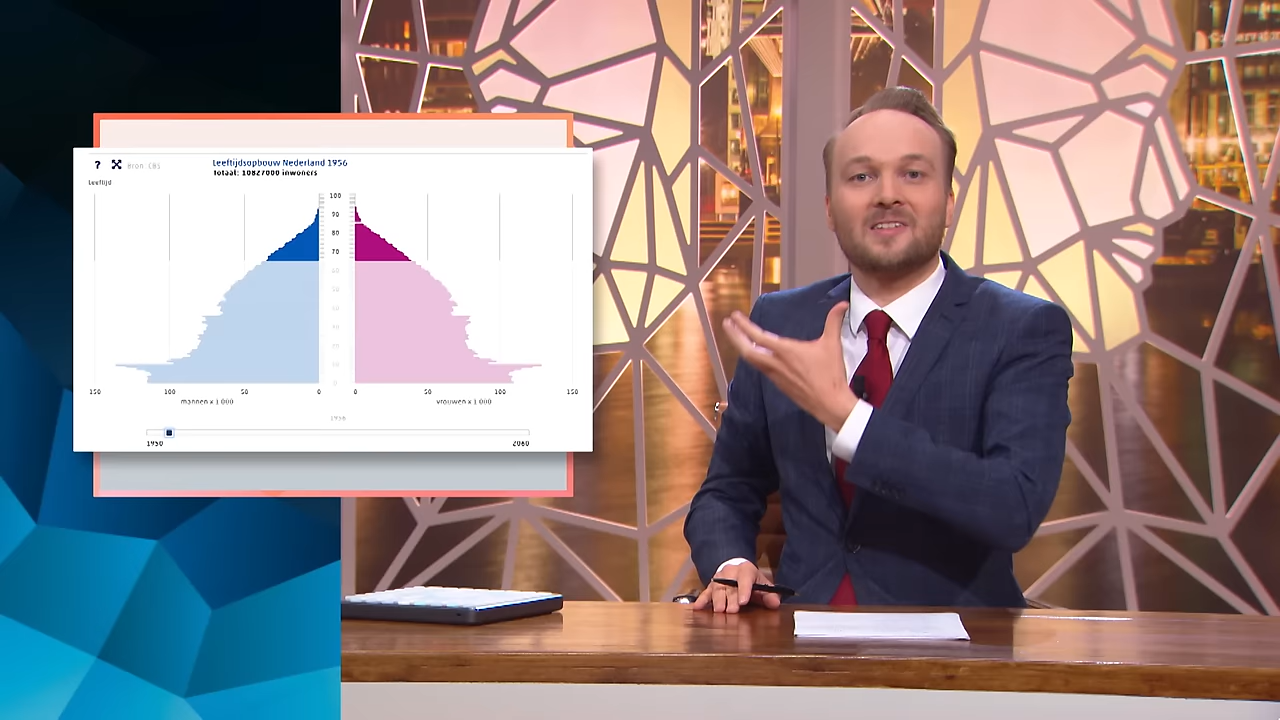 ? Bron CBS
Leeftijdsopbouw Nederland 1956
Totaal: 10827000 inwoners
Leeftijd
100
90
80
70
60
50
40
30
20
10
0
150 100 50 0 0 50 100 150
mannen x 1 000 vrouwen x 1 000
1956
1950 2060